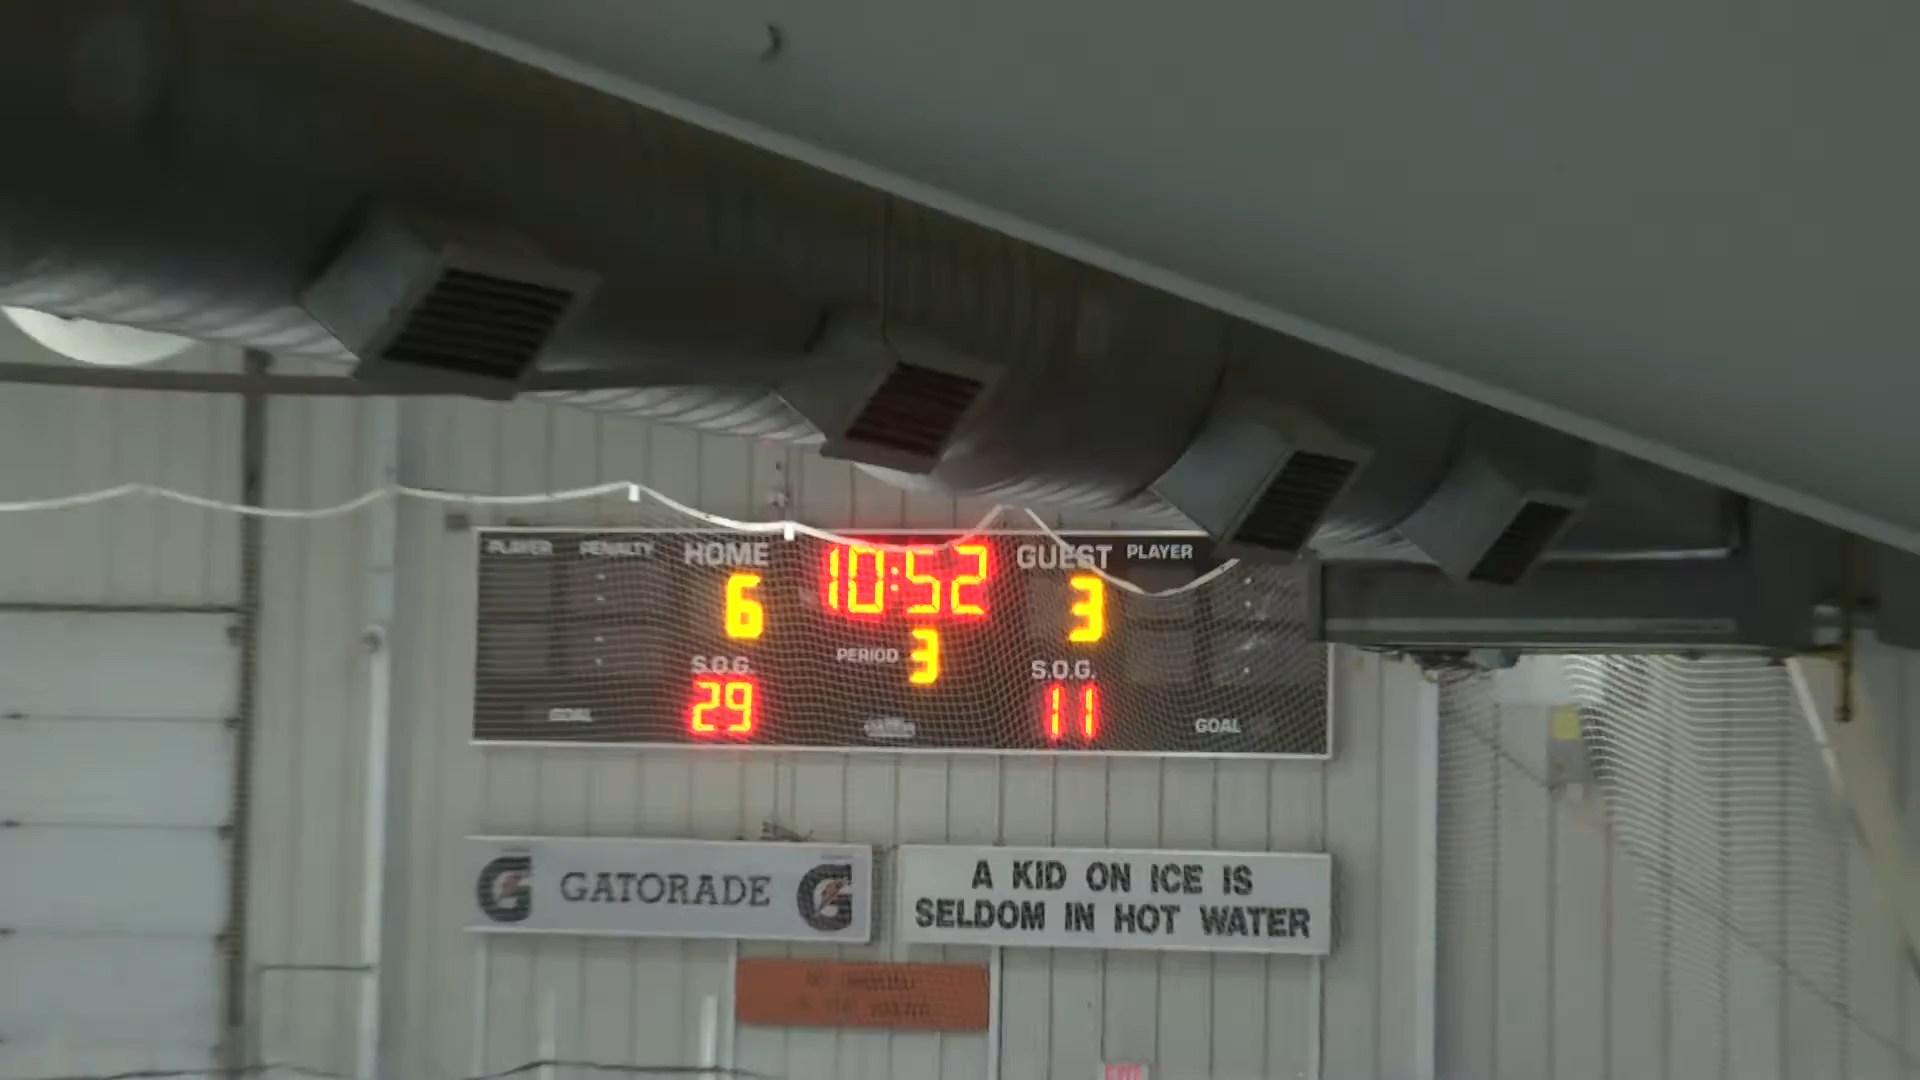 PLAYER PENALTY HOME 10:52 GUEST PLAYER
6 3
PERIOD 3
S.O.G. S.O.G.
29 11
GOAL GOAL
G GATORADE G
A KID ON ICE IS
SELDOM IN HOT WATER
EXIT